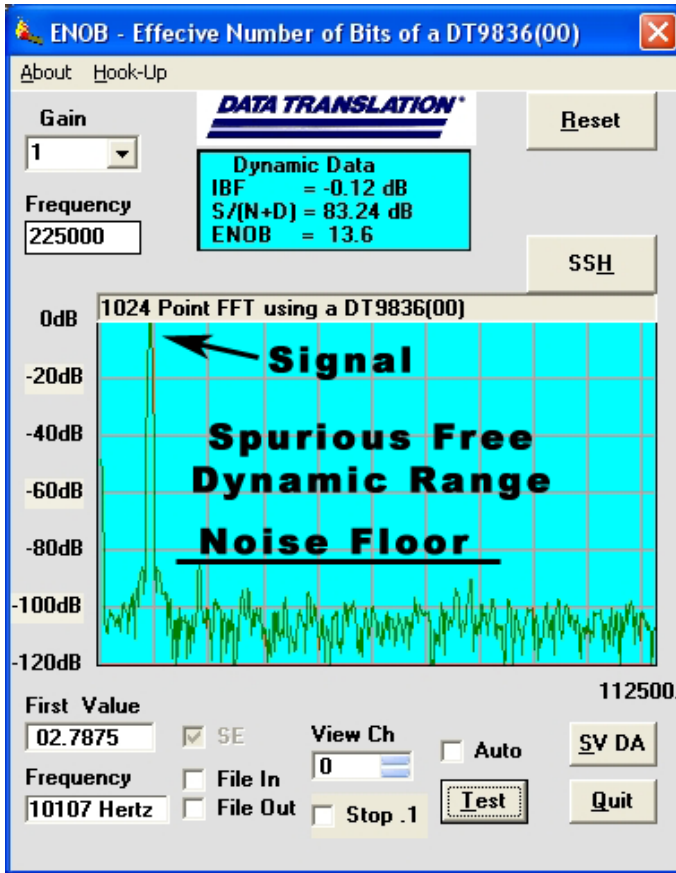 ENOB - Effecive Number of Bits of a DT9836(00)
About Hook-Up
Gain
1
DATA TRANSLATION
Reset
Dynamic Data
IBF = -0.12 dB
S/(N+D) = 83.24 dB
ENOB = 13.6
Frequency
225000
SSH
1024 Point FFT using a DT9836(00)
0dB
-20dB
-40dB
-60dB
-80dB
-100dB
-120dB
Signal
Spurious Free
Dynamic Range
Noise Floor
112500.
First Value
02.7875
SE
View Ch
0
Auto
SV DA
Frequency
10107 Hertz
File In
File Out
Stop .1
Test
Quit